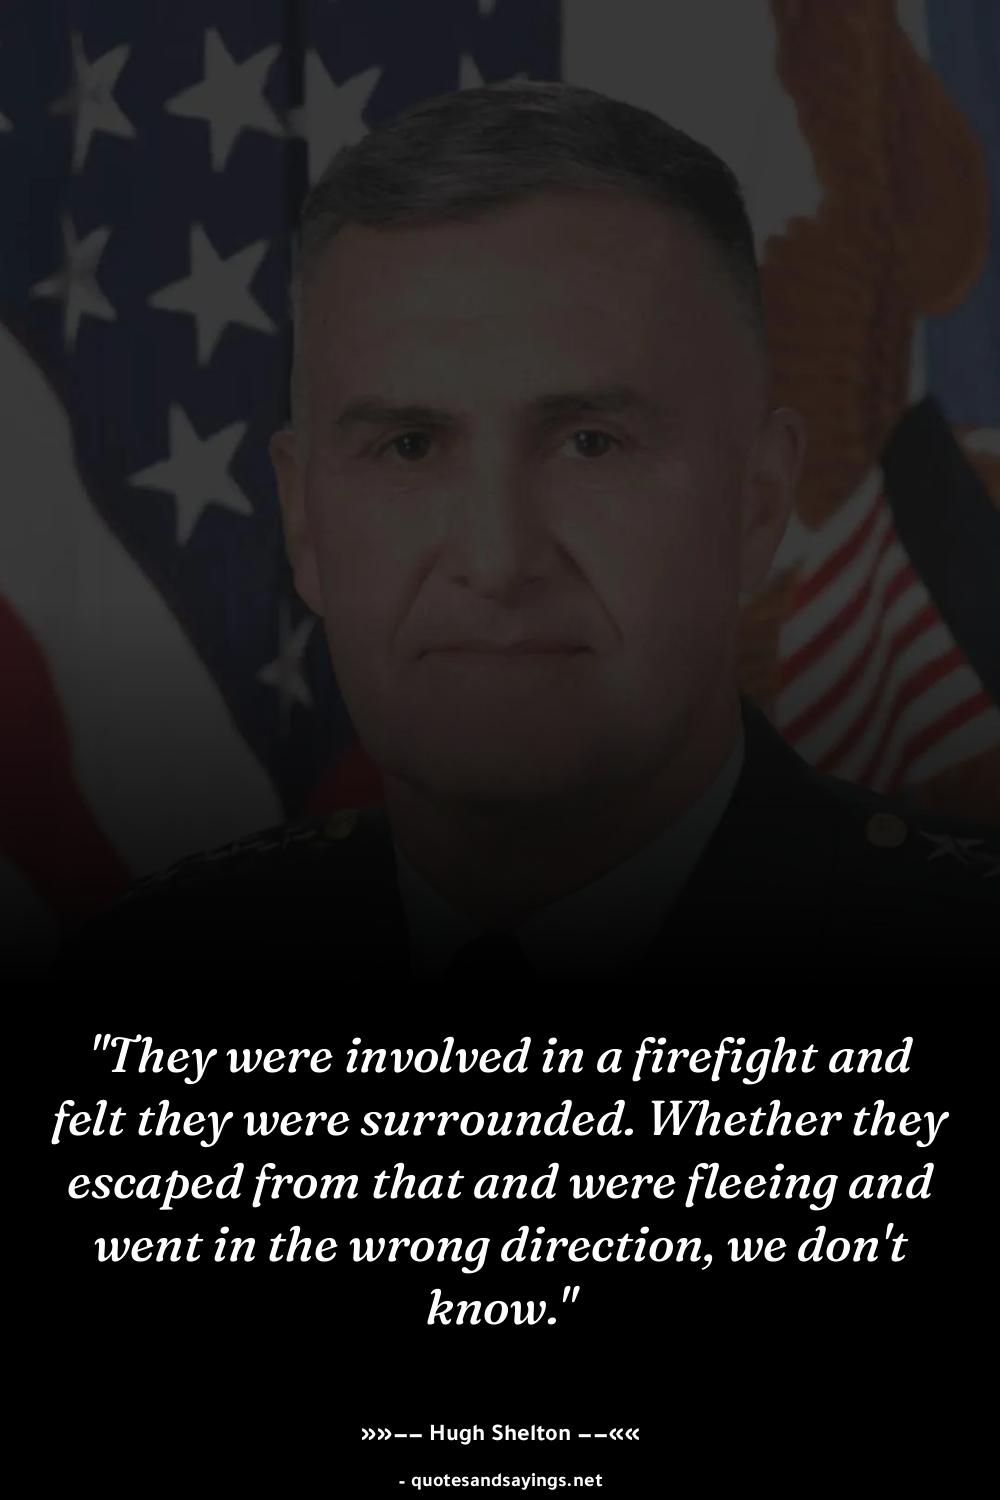 "They were involved in a firefight and
felt they were surrounded. Whether they
escaped from that and were fleeing and
went in the wrong direction, we don't
know."
»»–– Hugh Shelton ––««
- quotesandsayings.net